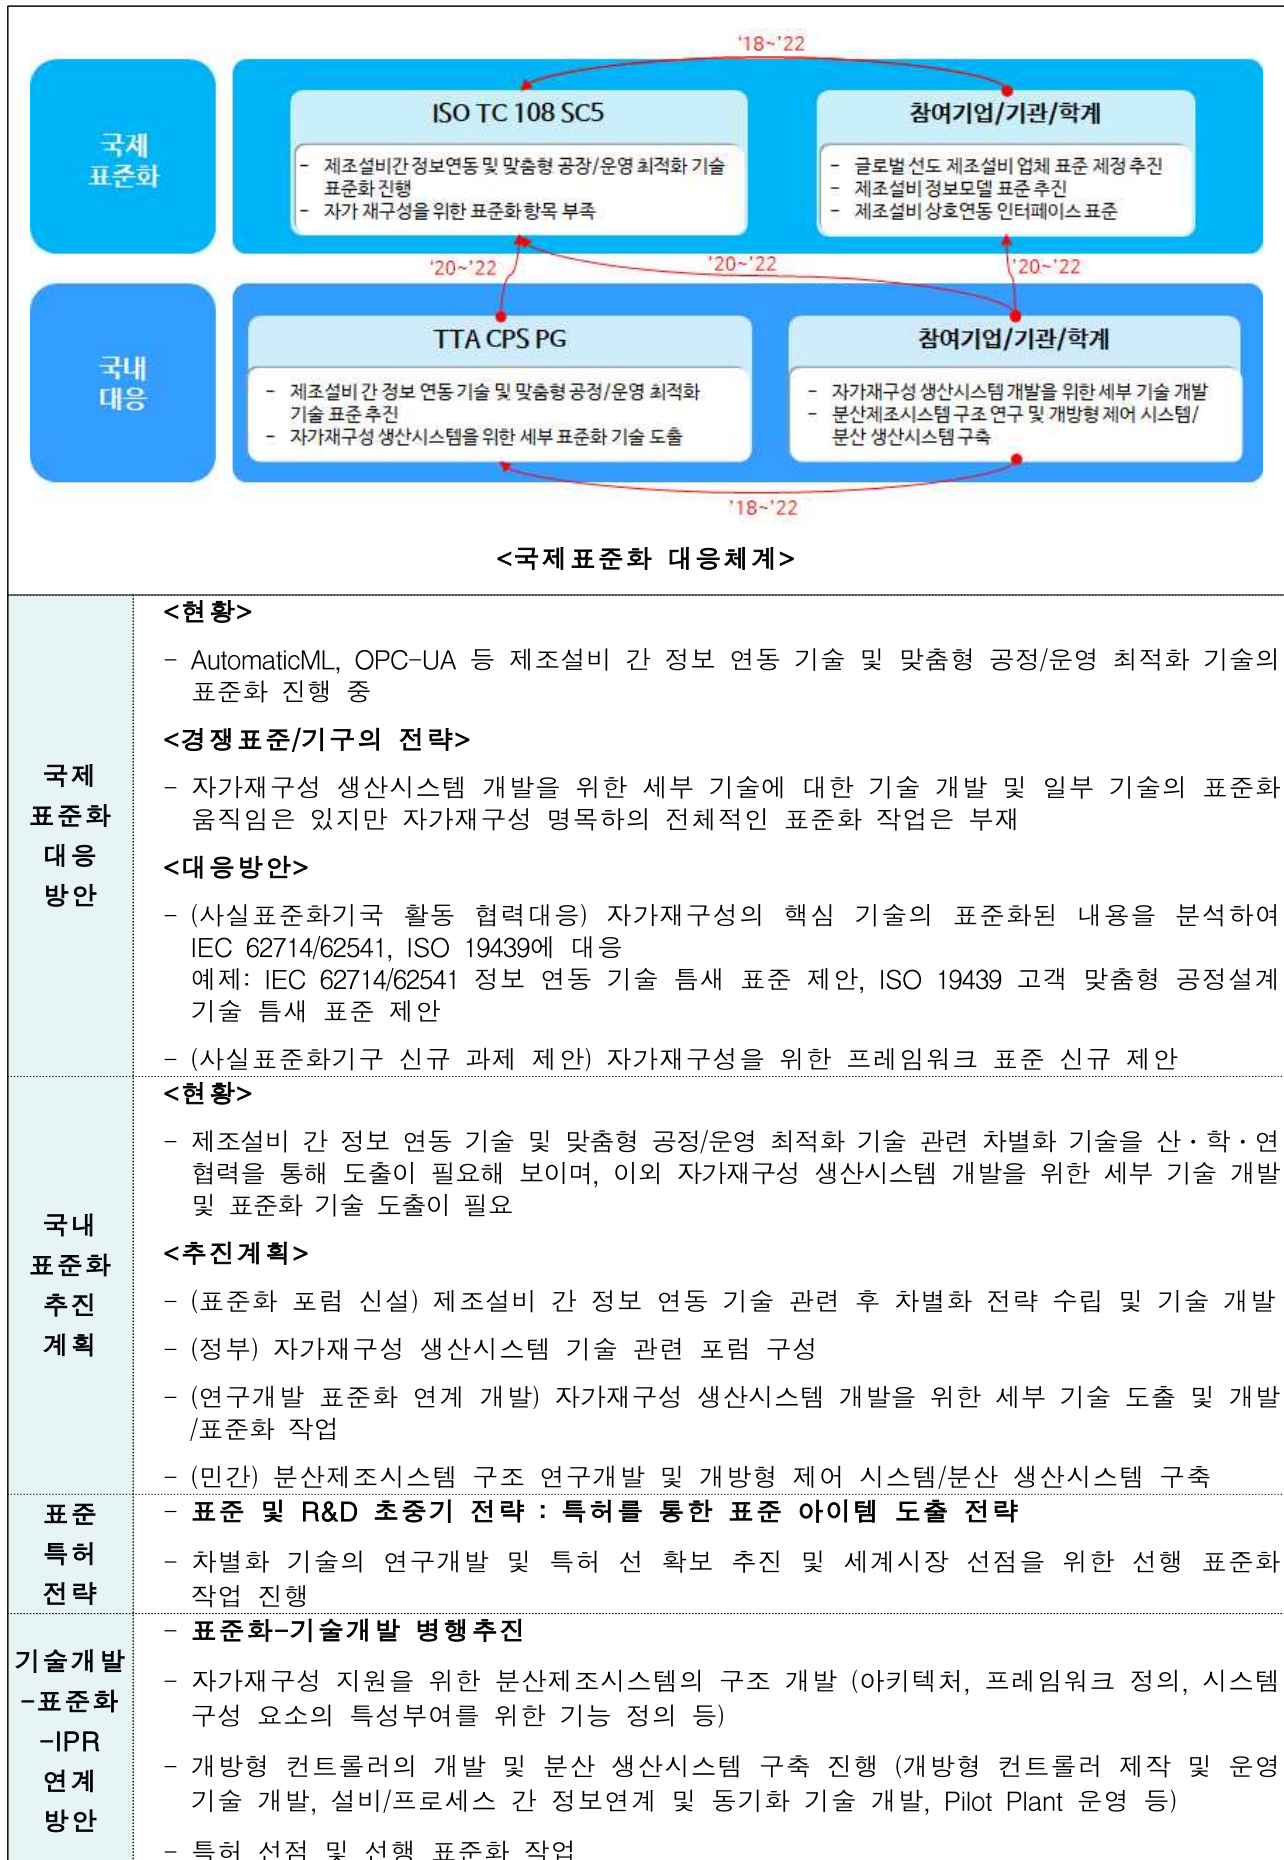 ‘18~’22
국제
표준화
ISO TC 108 SC5
- 제조설비간 정보연동 및 맞춤형 공장/운영 최적화 기술
표준화 진행
- 자가 재구성을 위한 표준화 항목 부족
참여기업/기관/학계
- 글로벌 선도 제조설비 업체 표준 제정 추진
- 제조설비 정보모델 표준 추진
- 제조설비 상호연동 인터페이스 표준
‘20~’22
’20~’22
’20~’22
국내
대응
TTA CPS PG
- 제조설비 간 정보 연동 기술 및 맞춤형 공정/운영 최적화
기술 표준 추진
- 자가재구성 생산시스템을 위한 세부 표준화 기술 도출
참여기업/기관/학계
- 자가재구성 생산시스템 개발을 위한 세부 기술 개발
- 분산제조시스템 구조 연구 및 개방형 제어 시스템/
분산 생산시스템 구축
’18~’22
<국제표준화 대응체계>
국제
표준화
대응
방안
<현황>
- AutomaticML, OPC-UA 등 제조설비 간 정보 연동 기술 및 맞춤형 공정/운영 최적화 기술의
표준화 진행 중
<경쟁표준/기구의 전략>
- 자가재구성 생산시스템 개발을 위한 세부 기술에 대한 기술 개발 및 일부 기술의 표준화
움직임은 있지만 자가재구성 명목하의 전체적인 표준화 작업은 부재
<대응방안>
- (사실표준화기국 활동 협력대응) 자가재구성의 핵심 기술의 표준화된 내용을 분석하여
IEC 62714/62541, ISO 19439에 대응
예제: IEC 62714/62541 정보 연동 기술 틈새 표준 제안, ISO 19439 고객 맞춤형 공정설계
기술 틈새 표준 제안
- (사실표준화기구 신규 과제 제안) 자가재구성을 위한 프레임워크 표준 신규 제안
국내
표준화
추진
계획
<현황>
- 제조설비 간 정보 연동 기술 및 맞춤형 공정/운영 최적화 기술 관련 차별화 기술을 산·학·연
협력을 통해 도출이 필요해 보이며, 이외 자가재구성 생산시스템 개발을 위한 세부 기술 개발
및 표준화 기술 도출이 필요
<추진계획>
- (표준화 포럼 신설) 제조설비 간 정보 연동 기술 관련 후 차별화 전략 수립 및 기술 개발
- (정부) 자가재구성 생산시스템 기술 관련 포럼 구성
- (연구개발 표준화 연계 개발) 자가재구성 생산시스템 개발을 위한 세부 기술 도출 및 개발
/표준화 작업
- (민간) 분산제조시스템 구조 연구개발 및 개방형 제어 시스템/분산 생산시스템 구축
표준
특허
전략
- 표준 및 R&D 초중기 전략 : 특허를 통한 표준 아이템 도출 전략
- 차별화 기술의 연구개발 및 특허 선 확보 추진 및 세계시장 선점을 위한 선행 표준화
작업 진행
기술개발
-표준화
-IPR
연계
방안
- 표준화-기술개발 병행추진
- 자가재구성 지원을 위한 분산제조시스템의 구조 개발 (아키텍처, 프레임워크 정의, 시스템
구성 요소의 특성부여를 위한 기능 정의 등)
- 개방형 컨트롤러의 개발 및 분산 생산시스템 구축 진행 (개방형 컨트롤러 제작 및 운영
기술 개발, 설비/프로세스 간 정보연계 및 동기화 기술 개발, Pilot Plant 운영 등)
- 특허 선점 및 선행 표준화 작업